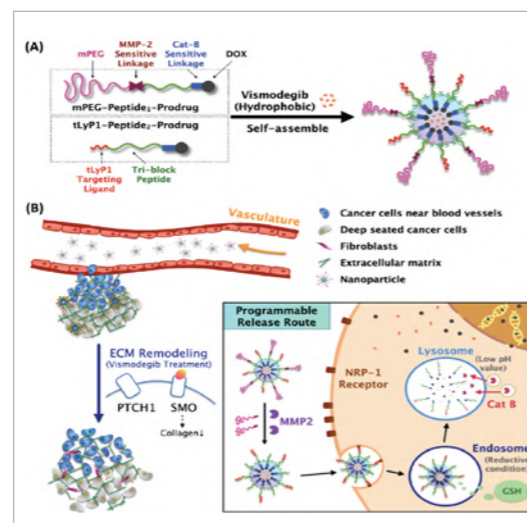 (A)
mPEG
MMP-2
Sensitive
Linkage
Cat-B
Sensitive
Linkage
DOX
mPEG-Peptide₁-Prodrug
tLyP1-Peptide₂-Prodrug
tLyP1
Targeting
Ligand
Tri-block
Peptide
Vismodegib
(Hydrophobic)
Self-assemble
(B)
Vasculature
Cancer cells near blood vessels
Deep seated cancer cells
Fibroblasts
Extracellular matrix
Nanoparticle
ECM Remodeling
(Vismodegib Treatment)
PTCH1
SMO
Collagen↓
Programmable
Release Route
MMP2
NRP-1
Receptor
Lysosome
(Low pH
value)
Cat B
Endosome
(Reductive
condition)
GSH